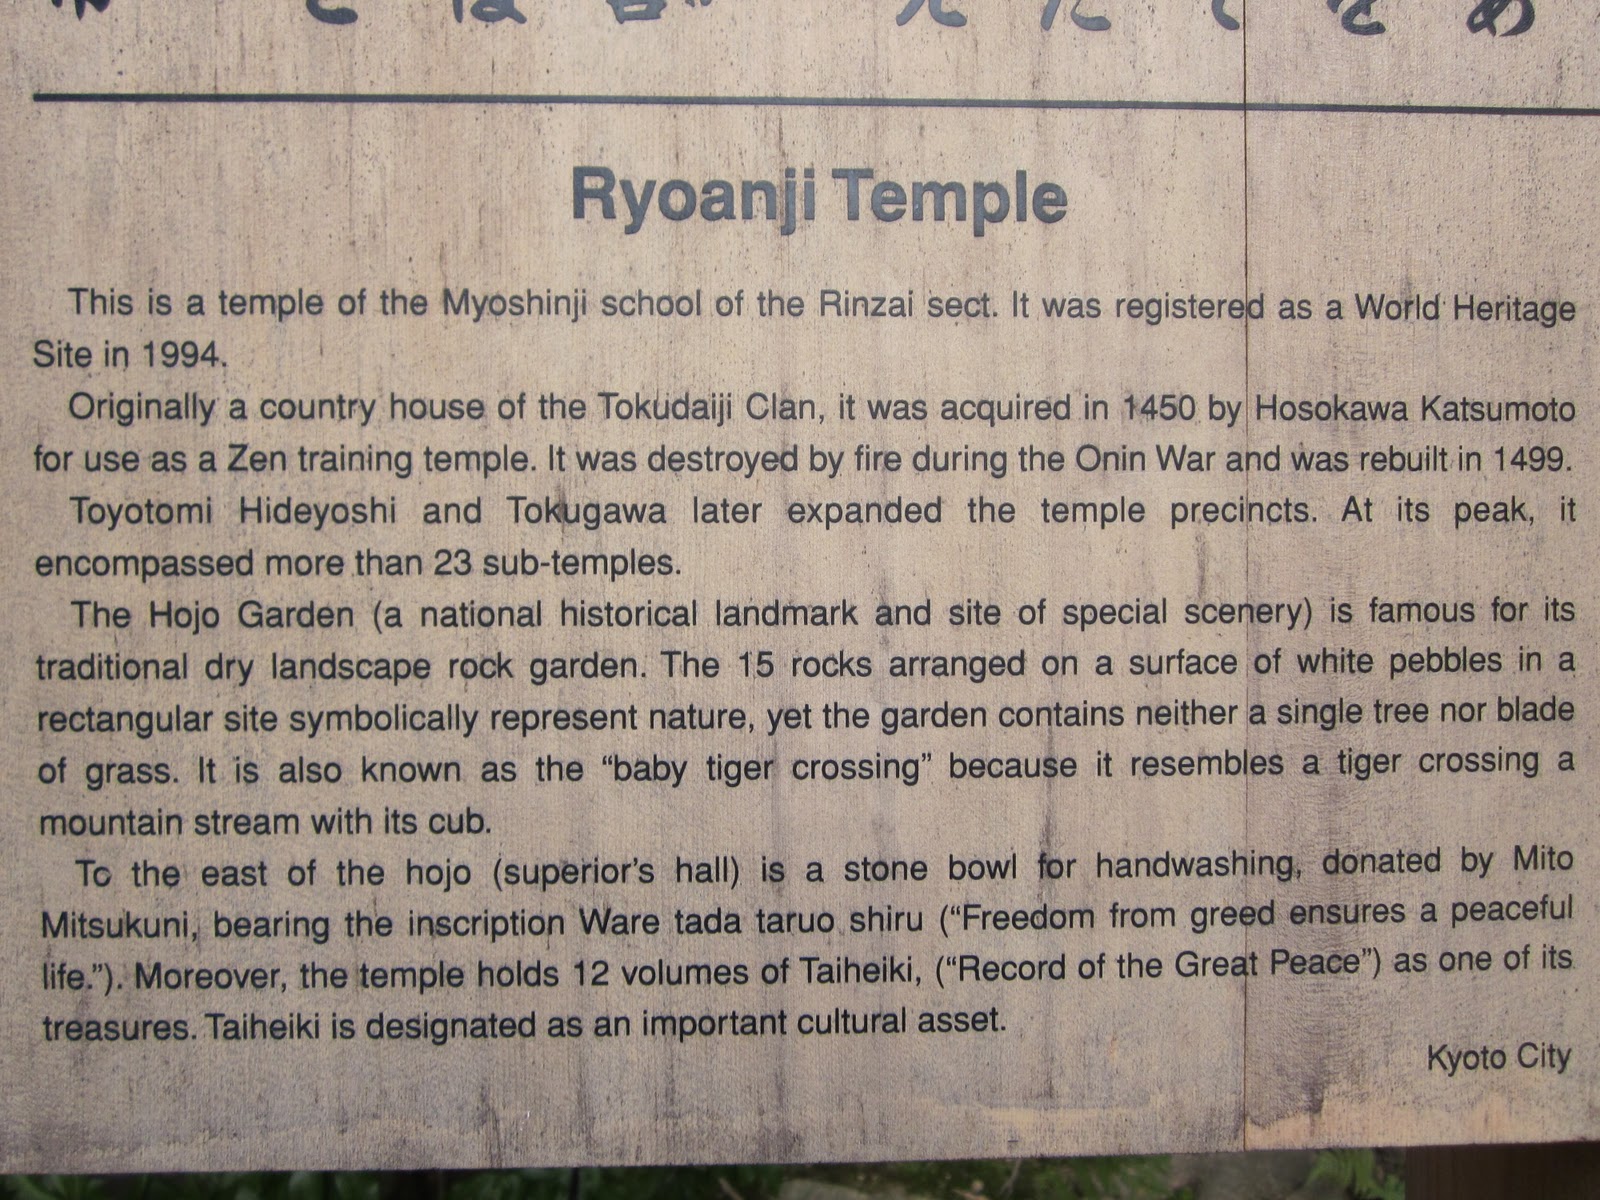 Ryoanji Temple
This is a temple of the Myoshinji school of the Rinzai sect. It was registered as a World Heritage
Site in 1994.
Originally a country house of the Tokudaiji Clan, it was acquired in 1450 by Hosokawa Katsumoto
for use as a Zen training temple. It was destroyed by fire during the Onin War and was rebuilt in 1499.
Toyotomi Hideyoshi and Tokugawa later expanded the temple precincts. At its peak, it
encompassed more than 23 sub-temples.
The Hojo Garden (a national historical landmark and site of special scenery) is famous for its
traditional dry landscape rock garden. The 15 rocks arranged on a surface of white pebbles in a
rectangular site symbolically represent nature, yet the garden contains neither a single tree nor blade
of grass. It is also known as the “baby tiger crossing” because it resembles a tiger crossing a
mountain stream with its cub.
To the east of the hojo (superior’s hall) is a stone bowl for handwashing, donated by Mito
Mitsukuni, bearing the inscription Ware tada taruo shiru (“Freedom from greed ensures a peaceful
life.”). Moreover, the temple holds 12 volumes of Taiheiki, (“Record of the Great Peace”) as one of its
treasures. Taiheiki is designated as an important cultural asset.
Kyoto City